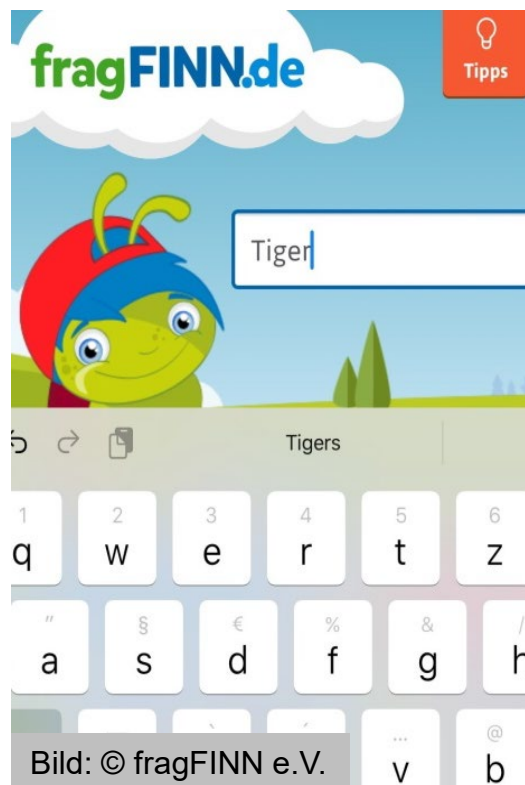 fragFINN.de
Tipps
Tiger
Tigers
1 2 3 4 5 6
q w e r t z
" § € % & /
a s d f g h
... @
v b
Bild: © fragFINN e.V.